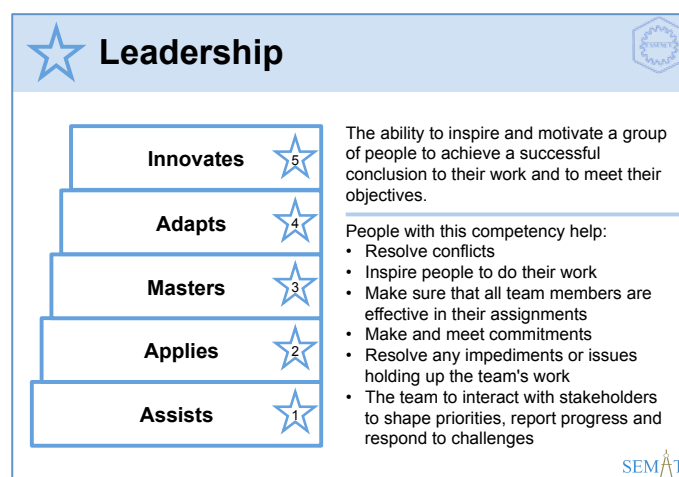 Leadership
ESSENCE
Innovates 5
Adapts 4
Masters 3
Applies 2
Assists 1
The ability to inspire and motivate a group
of people to achieve a successful
conclusion to their work and to meet their
objectives.
People with this competency help:
• Resolve conflicts
• Inspire people to do their work
• Make sure that all team members are
effective in their assignments
• Make and meet commitments
• Resolve any impediments or issues
holding up the team's work
• The team to interact with stakeholders
to shape priorities, report progress and
respond to challenges
SEMAT